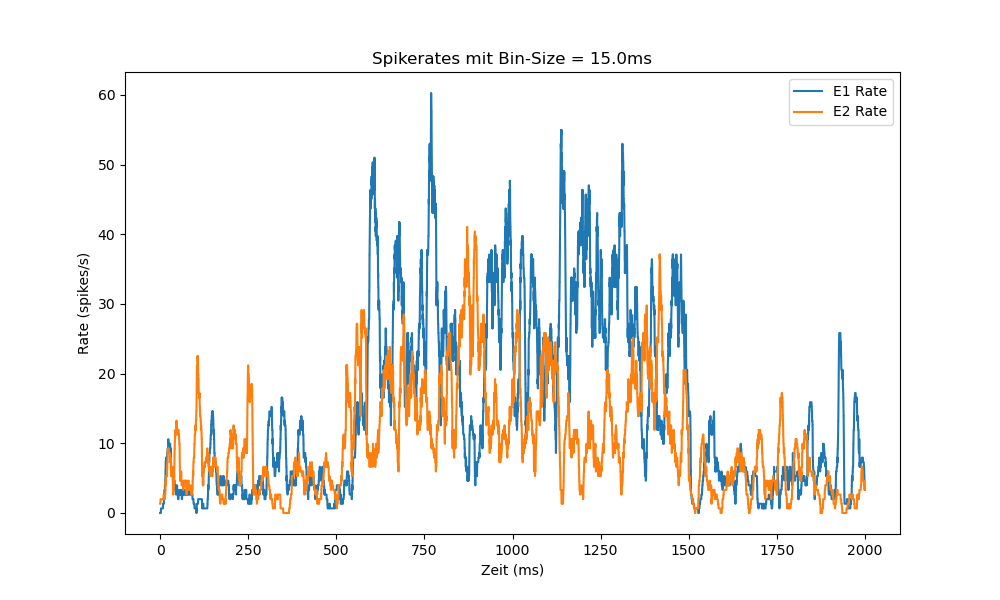 Spikerates mit Bin-Size = 15.0ms
E1 Rate
E2 Rate
60
50
40
30
20
10
0
Rate (spikes/s)
0 250 500 750 1000 1250 1500 1750 2000
Zeit (ms)